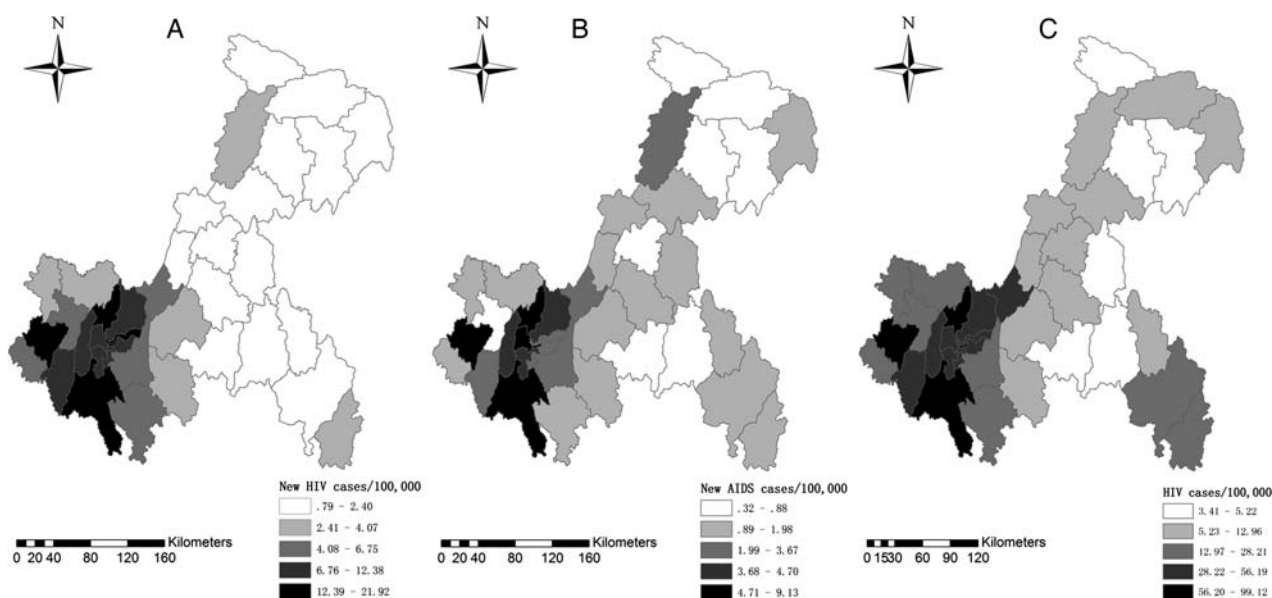 N
A
New HIV cases/100,000
.79 - 2.40
2.41 - 4.07
4.08 - 6.75
6.76 - 12.38
12.39 - 21.92
Kilometers
0 20 40 80 120 160
N
B
New AIDS cases/100,000
.32 - .88
.89 - 1.98
1.99 - 3.67
3.68 - 4.70
4.71 - 9.13
Kilometers
0 20 40 80 120 160
N
C
HIV cases/100,000
3.41 - 5.22
5.23 - 12.96
12.97 - 28.21
28.22 - 56.19
56.20 - 99.12
Kilometers
0 1530 60 90 120